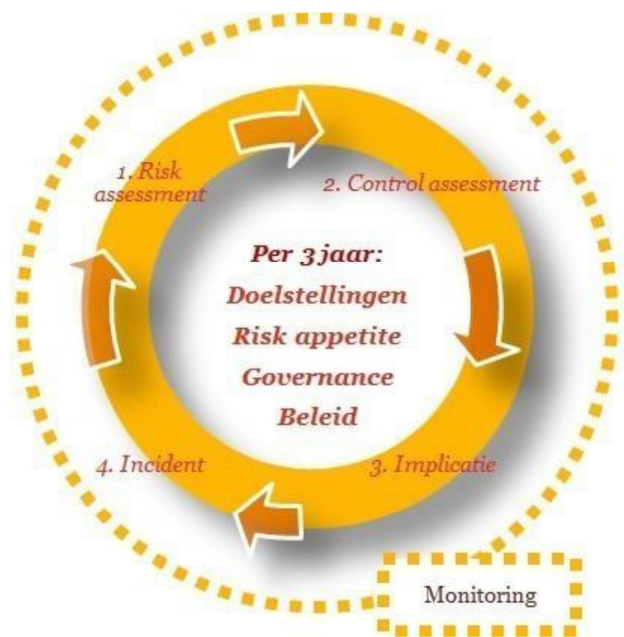 1. Risk
assessment
2. Control assessment
Per 3 jaar:
Doelstellingen
Risk appetite
Governance
Beleid
4. Incident
3. Implicatie
Monitoring